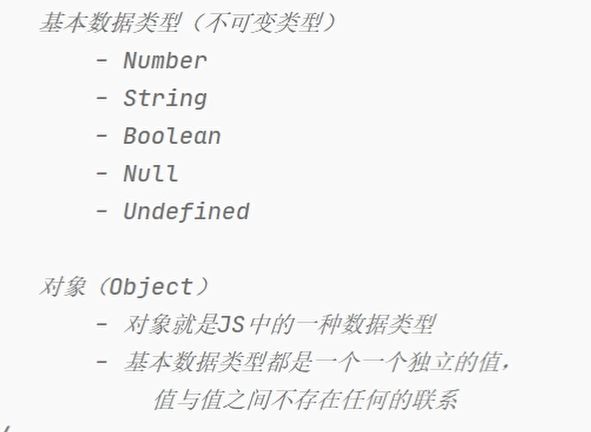 基本数据类型（不可变类型）
- Number
- String
- Boolean
- Null
- Undefined
对象（Object）
- 对象就是JS中的一种数据类型
- 基本数据类型都是一个一个独立的值，
值与值之间不存在任何的联系